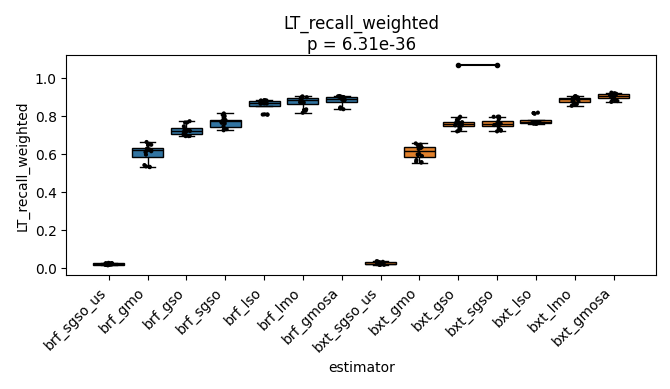 LT_recall_weighted
p = 6.31e-36
LT_recall_weighted
1.0
0.8
0.6
0.4
0.2
0.0
brf_sgso_us
brf_gmo
brf_gso
brf_sgso
brf_lso
brf_lmo
brf_gmosa
bxt_sgso_us
bxt_gmo
bxt_gso
bxt_sgso
bxt_lso
bxt_lmo
bxt_gmosa
estimator